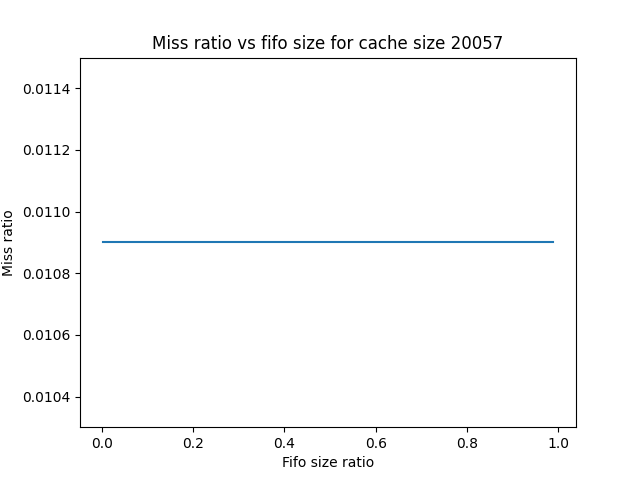 Miss ratio vs fifo size for cache size 20057
0.0114
0.0112
0.0110
0.0108
0.0106
0.0104
Miss ratio
0.0 0.2 0.4 0.6 0.8 1.0
Fifo size ratio